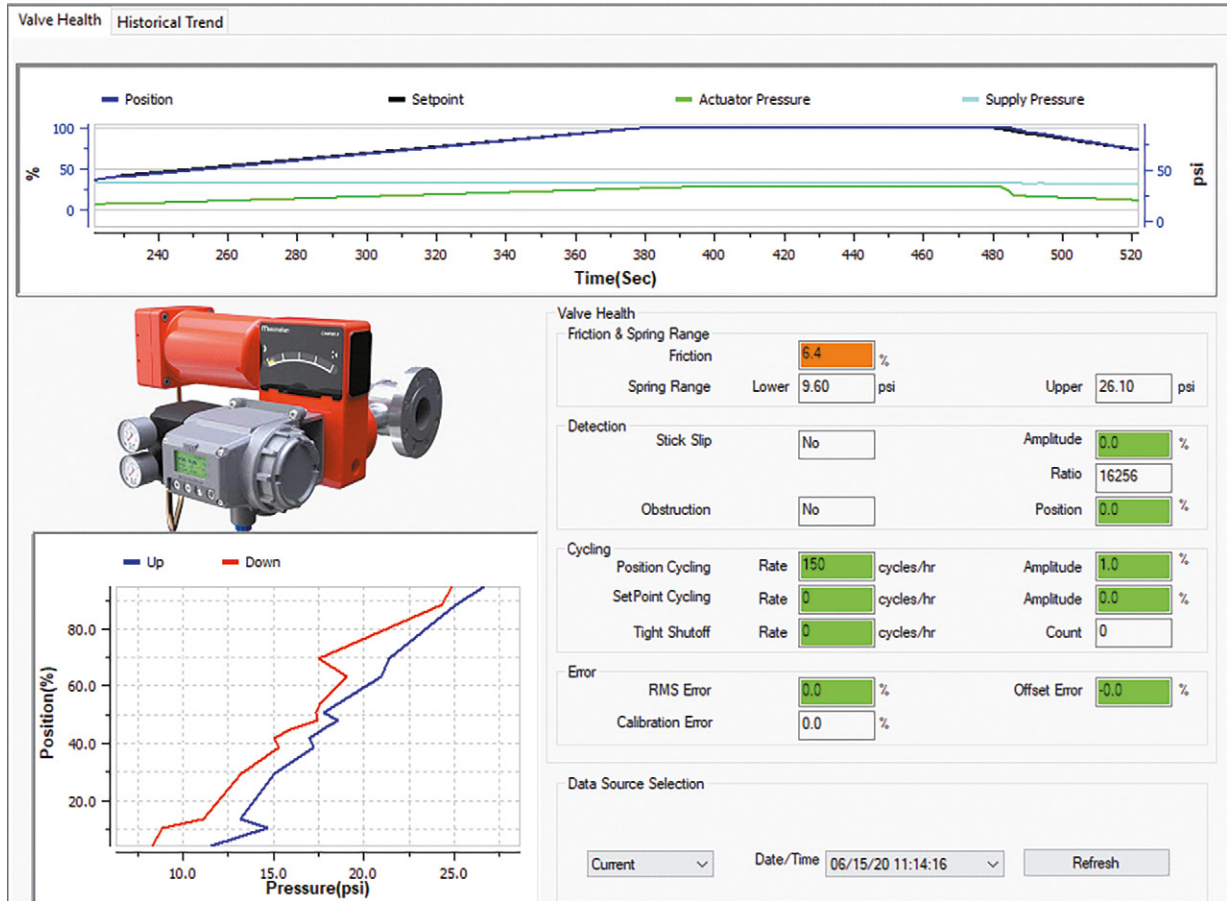 Valve Health Historical Trend
Position Setpoint Actuator Pressure Supply Pressure
100
50
0
%
50
0
psi
240 260 280 300 320 340 360 380 400 420 440 460 480 500 520
Time(Sec)
Masoneilan
Valve Health
Friction & Spring Range
Friction 6.4 %
Spring Range Lower 9.60 psi Upper 26.10 psi
Detection
Stick Slip No Amplitude 0.0 %
Ratio 16256
Obstruction No Position 0.0 %
Cycling
Position Cycling Rate 150 cycles/hr Amplitude 1.0 %
SetPoint Cycling Rate 0 cycles/hr Amplitude 0.0 %
Tight Shutoff Rate 0 cycles/hr Count 0
Error
RMS Error 0.0 % Offset Error -0.0 %
Calibration Error 0.0 %
Up Down
80.0
60.0
40.0
20.0
Position(%)
10.0 15.0 20.0 25.0
Pressure(psi)
Data Source Selection
Current Date/Time 06/15/20 11:14:16 Refresh